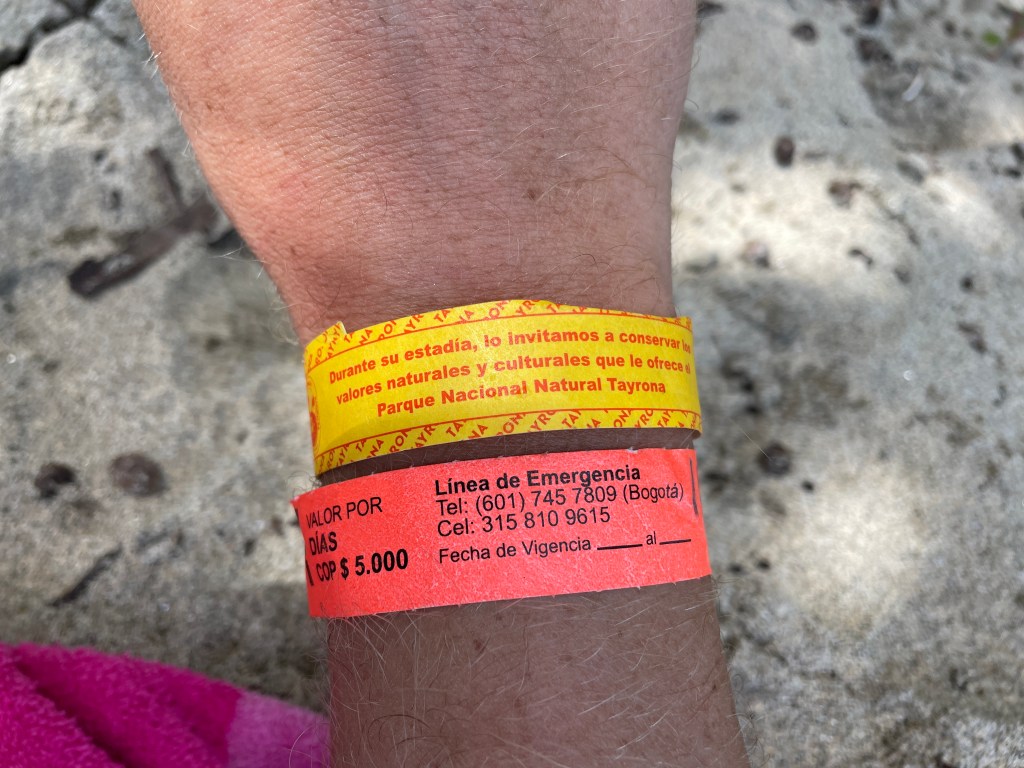 Durante su estadía, lo invitamos a conservar los
valores naturales y culturales que le ofrece el
Parque Nacional Natural Tayrona
VALOR POR
DÍAS
COP $ 5.000
Línea de Emergencia
Tel: (601) 745 7809 (Bogotá)
Cel: 315 810 9615
Fecha de Vigencia _____ al _____